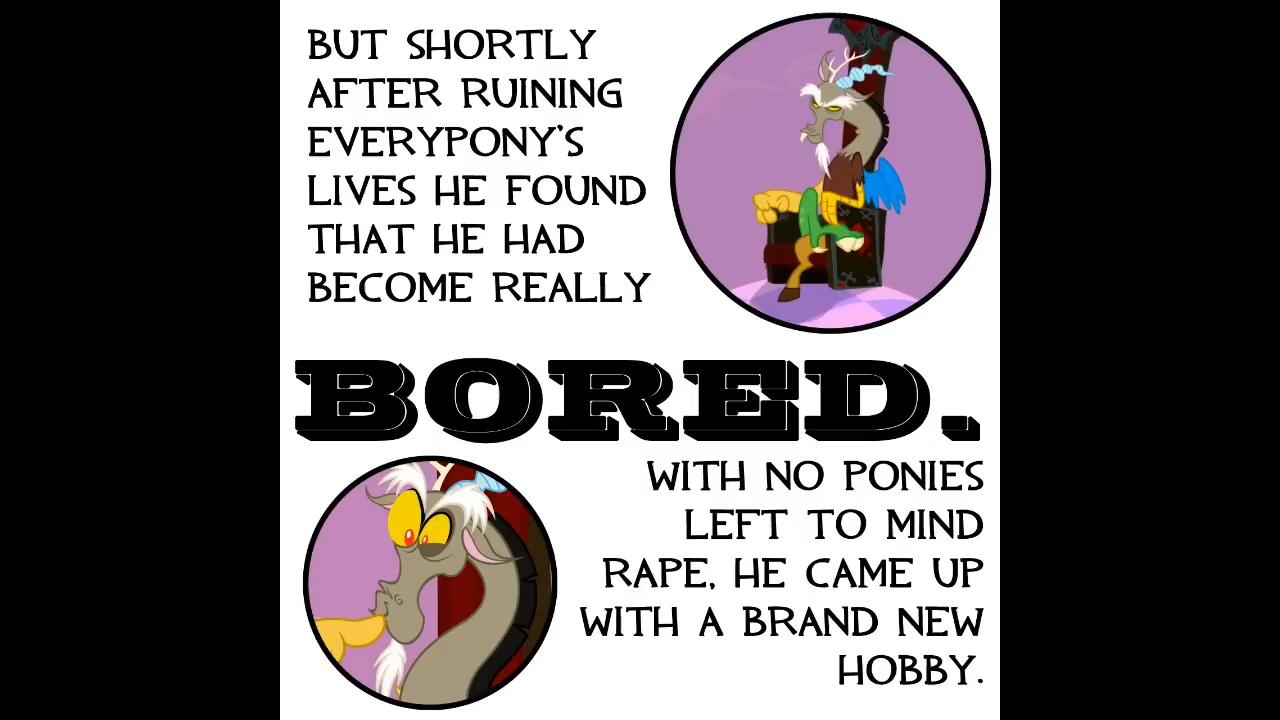 BUT SHORTLY
AFTER RUINING
EVERYPONY'S
LIVES HE FOUND
THAT HE HAD
BECOME REALLY
BORED.
WITH NO PONIES
LEFT TO MIND
RAPE, HE CAME UP
WITH A BRAND NEW
HOBBY.